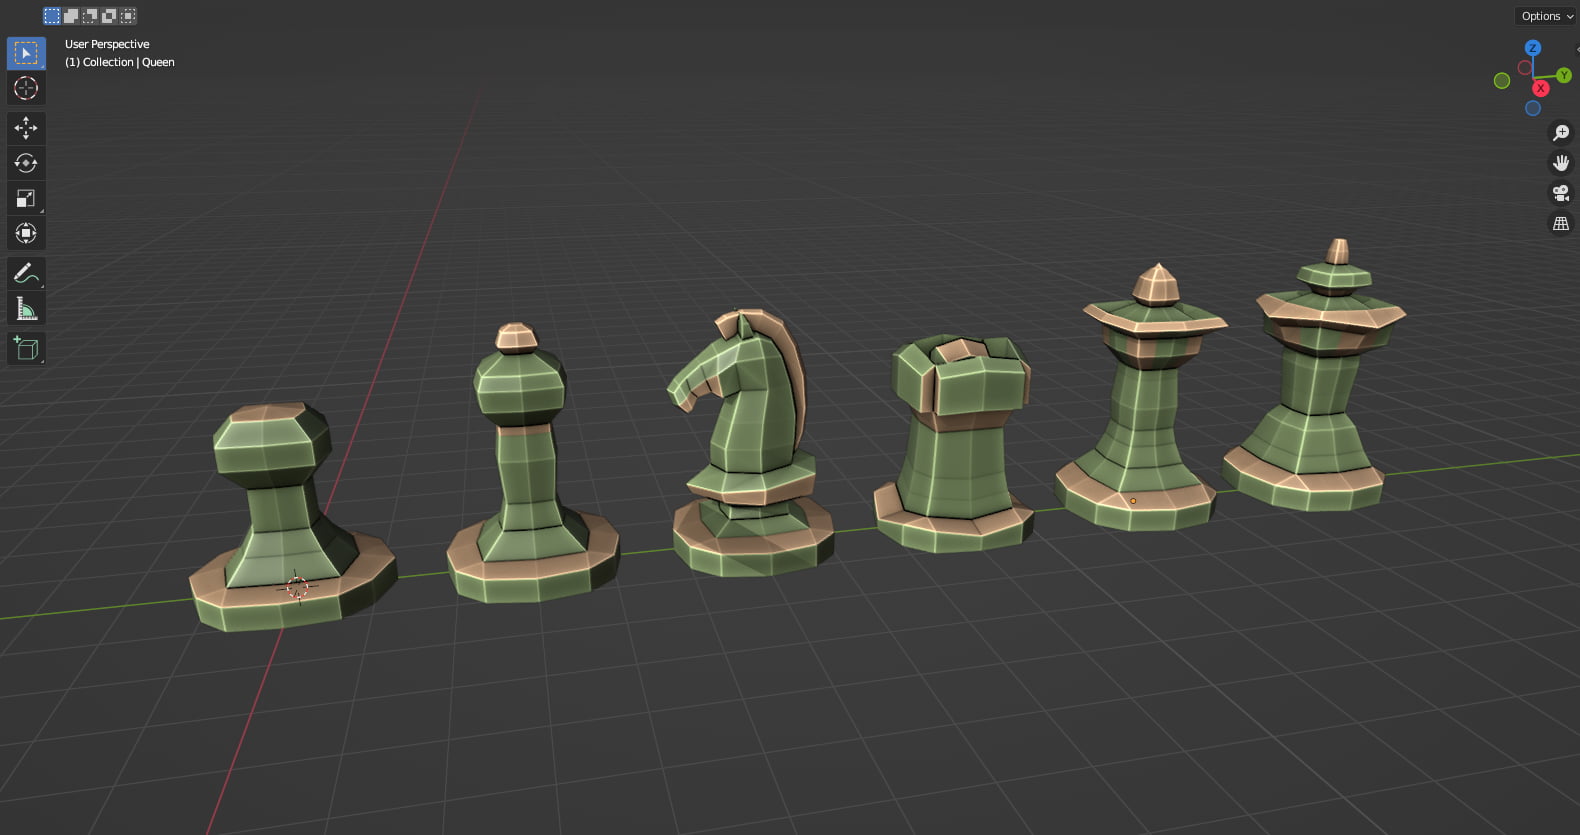 Options
User Perspective
(1) Collection | Queen
Z
Y
X